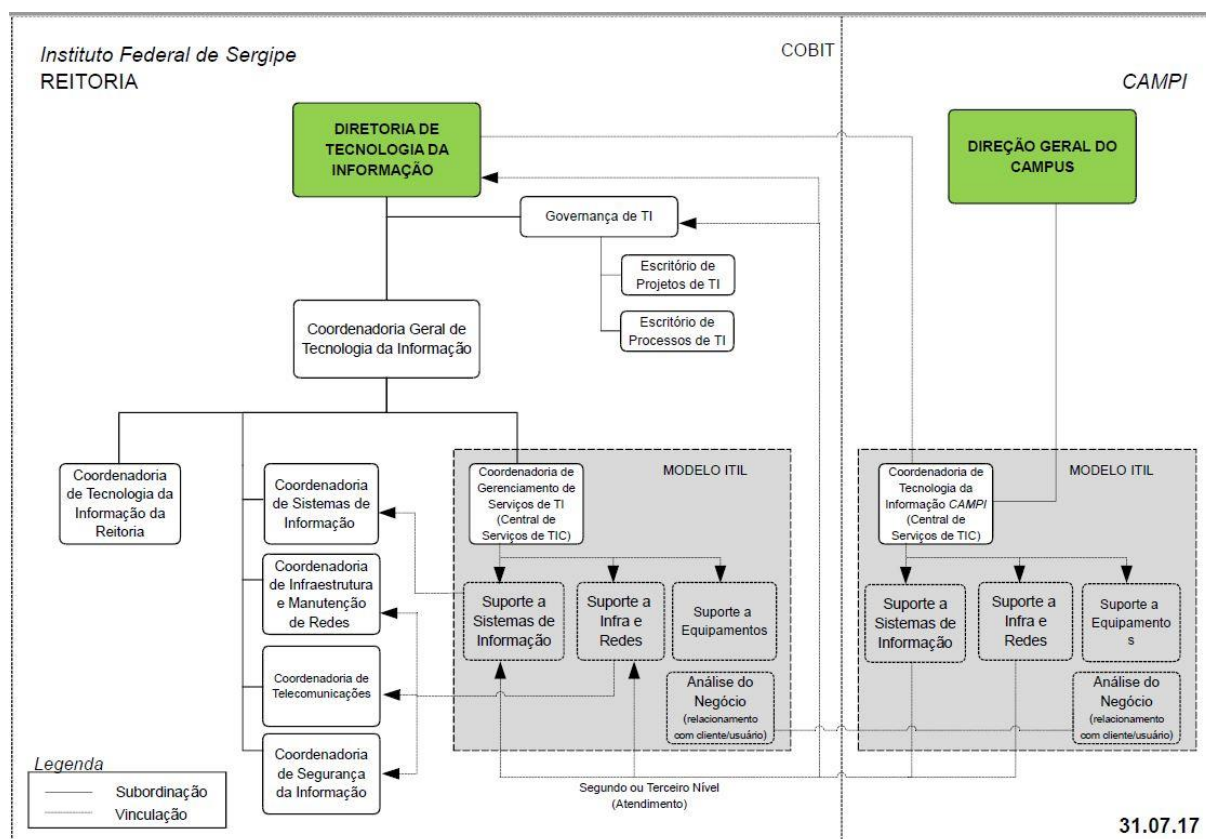 Instituto Federal de Sergipe
REITORIA
COBIT
CAMPI
DIRETORIA DE
TECNOLOGIA DA
INFORMAÇÃO
DIREÇÃO GERAL DO
CAMPUS
Governança de TI
Escritório de
Projetos de TI
Escritório de
Processos de TI
Coordenadoria Geral de
Tecnologia da Informação
Coordenadoria
de Tecnologia da
Informação da
Reitoria
Coordenadoria
de Sistemas de
Informação
Coordenadoria
de Infraestrutura
e Manutenção
de Redes
Coordenadoria de
Telecomunicações
Coordenadoria
de Segurança
da Informação
MODELO ITIL
Coordenadoria de
Gerenciamento de
Serviços de TI
(Central de
Serviços de TIC)
Suporte a
Sistemas de
Informação
Suporte a
Infra e
Redes
Suporte a
Equipamentos
Análise do
Negócio
(relacionamento
com cliente/usuário)
MODELO ITIL
Coordenadoria de
Tecnologia da
Informação CAMPI
(Central de
Serviços de TIC)
Suporte a
Sistemas de
Informação
Suporte a
Infra e
Redes
Suporte a
Equipamento
s
Análise do
Negócio
(relacionamento
com cliente/usuário)
Segundo ou Terceiro Nível
(Atendimento)
Legenda
Subordinação
Vinculação
31.07.17